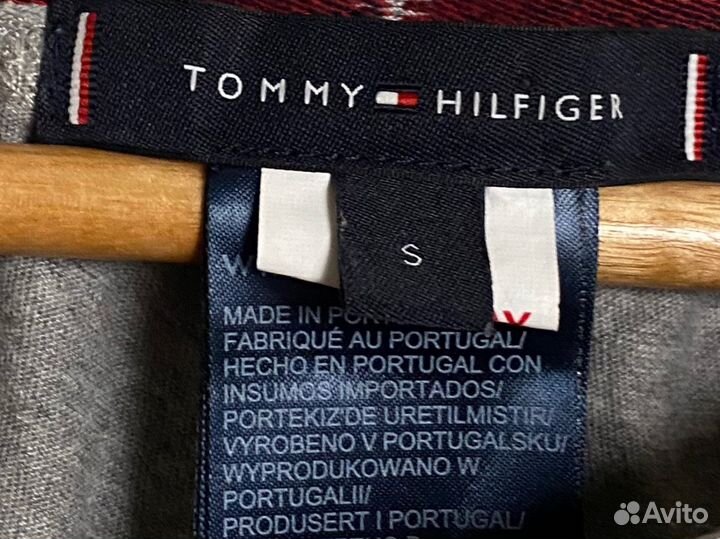 TOMMY HILFIGER
S
MADE IN
FABRIQUÉ AU PORTUGAL/
HECHO EN PORTUGAL CON
INSUMOS IMPORTADOS/
PORTEKIZ'DE URETILMISTIR/
VYROBENO V PORTUGALSKU/
WYPRODUKOWANO W
PORTUGALII/
PRODUSERT I PORTUGAL/
Avito